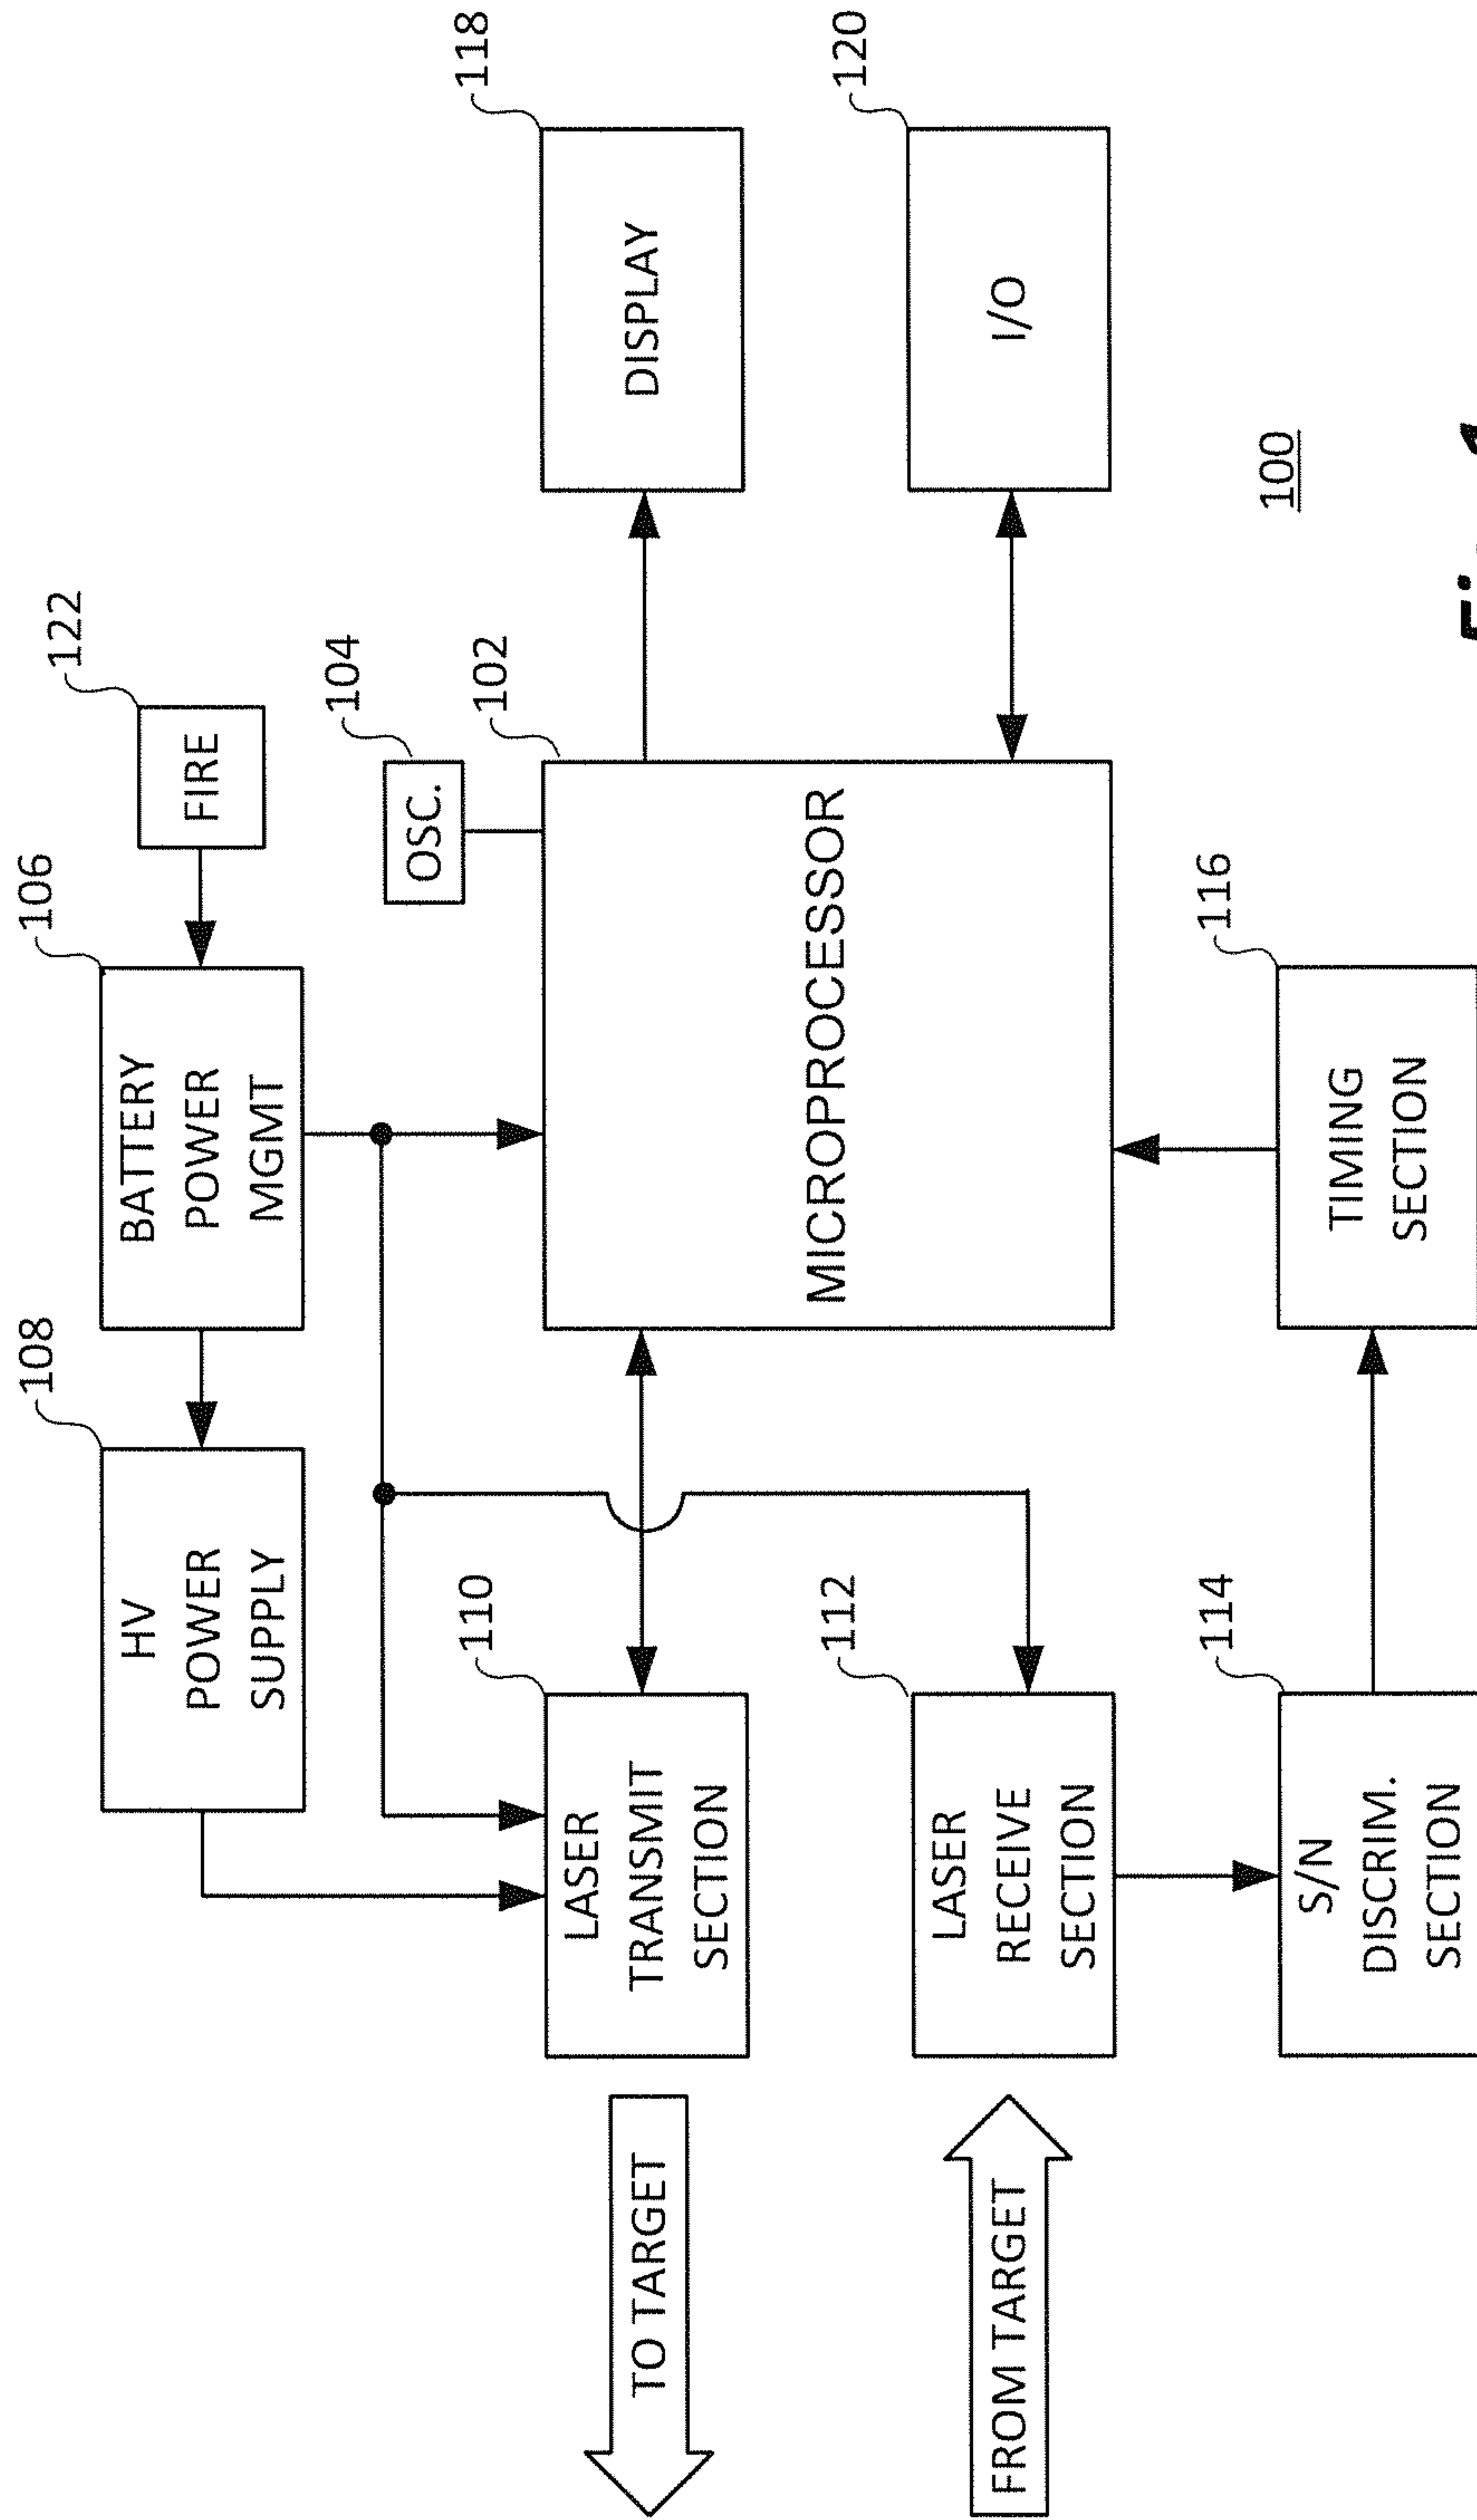 108
106
122
HV
POWER
SUPPLY
BATTERY
POWER
MGMT
FIRE
104
OSC.
110
102
118
TO TARGET
LASER
TRANSMIT
SECTION
MICROPROCESSOR
DISPLAY
112
120
FROM TARGET
LASER
RECEIVE
SECTION
I/O
114
116
100
S/N
DISCRIM.
SECTION
TIMING
SECTION